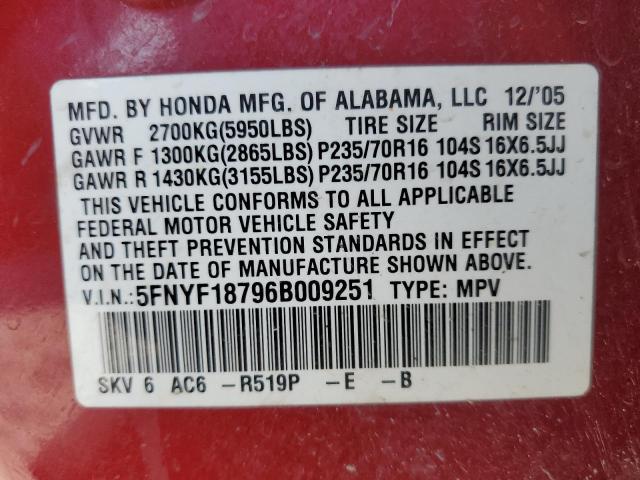 MFD. BY HONDA MFG. OF ALABAMA, LLC 12/'05
GVWR 2700KG(5950LBS) TIRE SIZE RIM SIZE
GAWR F 1300KG(2865LBS) P235/70R16 104S 16X6.5JJ
GAWR R 1430KG(3155LBS) P235/70R16 104S 16X6.5JJ
THIS VEHICLE CONFORMS TO ALL APPLICABLE
FEDERAL MOTOR VEHICLE SAFETY
AND THEFT PREVENTION STANDARDS IN EFFECT
ON THE DATE OF MANUFACTURE SHOWN ABOVE.
V.I.N.:5FNYF18796B009251 TYPE: MPV
SKV 6 AC6 -R519P -E -B